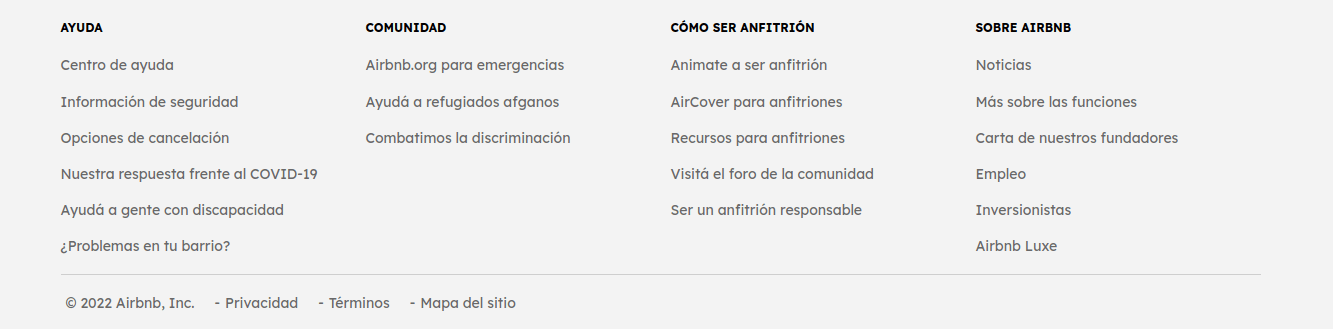 AYUDA
Centro de ayuda
Información de seguridad
Opciones de cancelación
Nuestra respuesta frente al COVID-19
Ayudá a gente con discapacidad
¿Problemas en tu barrio?
COMUNIDAD
Airbnb.org para emergencias
Ayudá a refugiados afganos
Combatimos la discriminación
CÓMO SER ANFITRIÓN
Animate a ser anfitrión
AirCover para anfitriones
Recursos para anfitriones
Visitá el foro de la comunidad
Ser un anfitrión responsable
SOBRE AIRBNB
Noticias
Más sobre las funciones
Carta de nuestros fundadores
Empleo
Inversionistas
Airbnb Luxe
© 2022 Airbnb, Inc. - Privacidad - Términos - Mapa del sitio